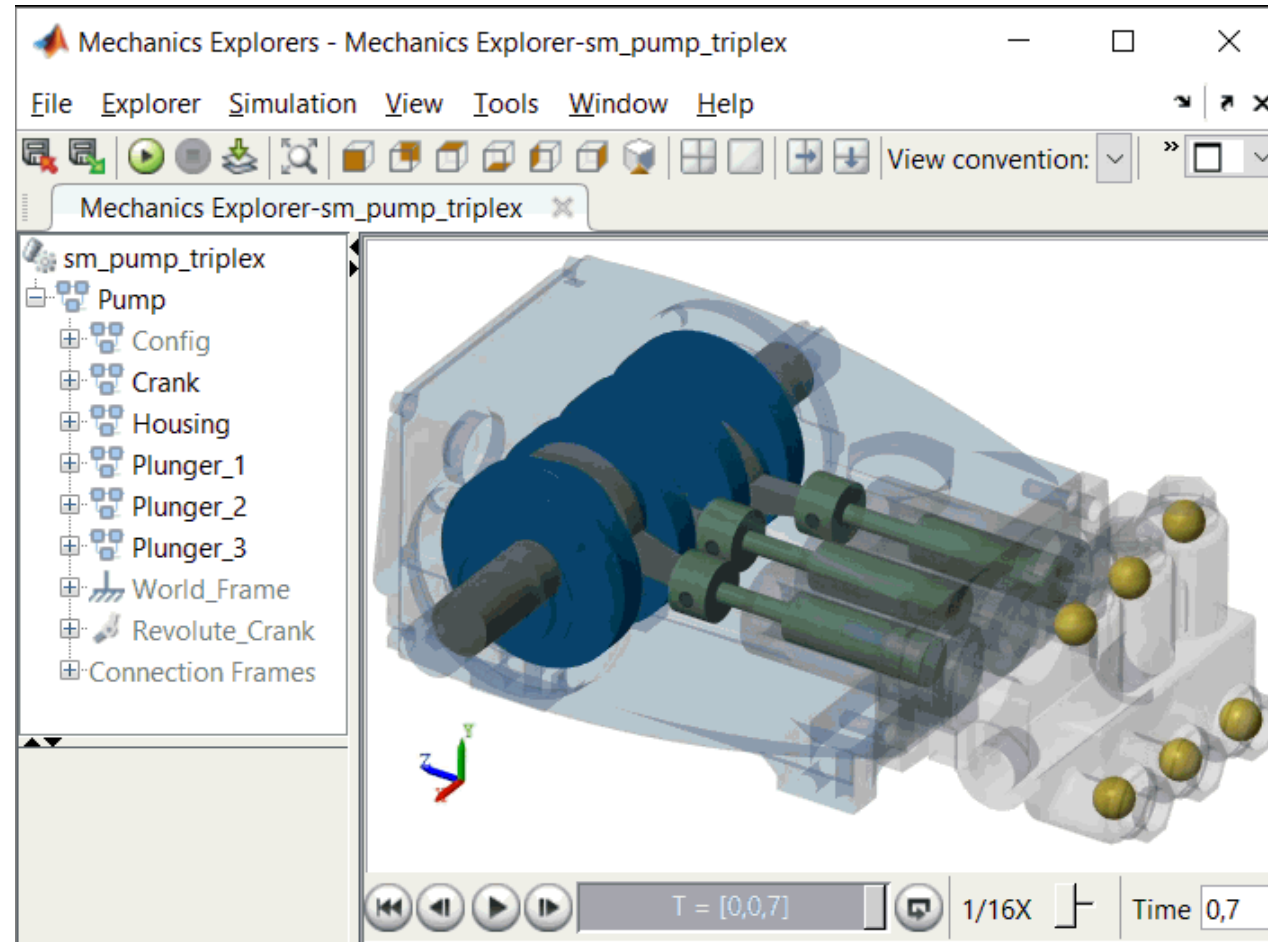 Mechanics Explorers - Mechanics Explorer-sm_pump_triplex
File Explorer Simulation View Tools Window Help
View convention: »
Mechanics Explorer-sm_pump_triplex
sm_pump_triplex
Pump
Config
Crank
Housing
Plunger_1
Plunger_2
Plunger_3
World_Frame
Revolute_Crank
Connection Frames
Y
Z
X
T = [0,0,7] 1/16X Time 0,7